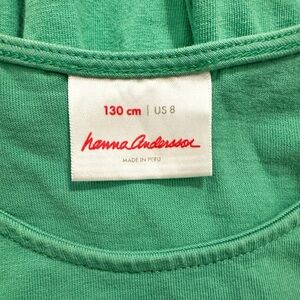 130 cm | US 8
hanna andersson
MADE IN PERU